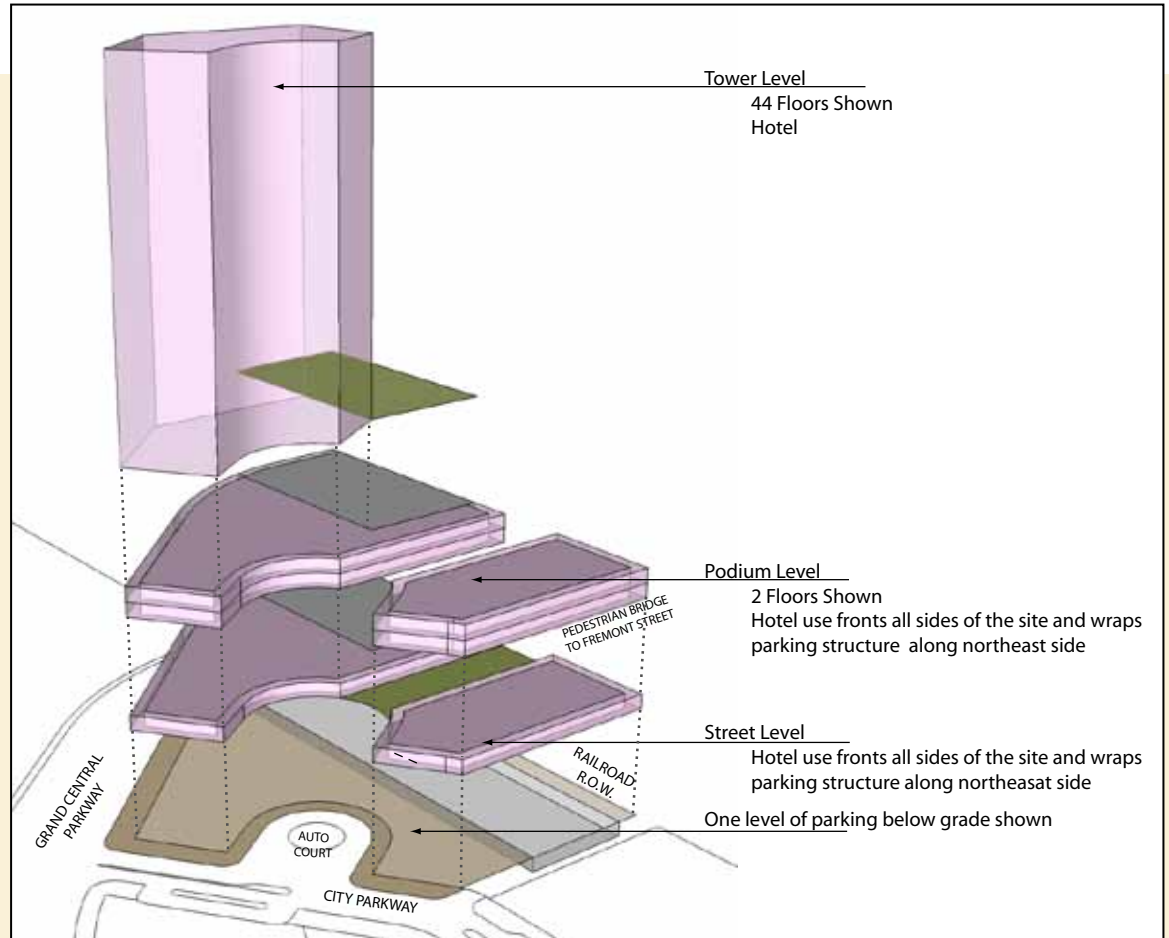 Tower Level
44 Floors Shown
Hotel
Podium Level
2 Floors Shown
Hotel use fronts all sides of the site and wraps
parking structure along northeast side
PEDESTRIAN BRIDGE
TO FREMONT STREET
Street Level
Hotel use fronts all sides of the site and wraps
parking structure along northeasat side
RAILROAD
R.O.W.
One level of parking below grade shown
GRAND CENTRAL
PARKWAY
AUTO
COURT
CITY PARKWAY